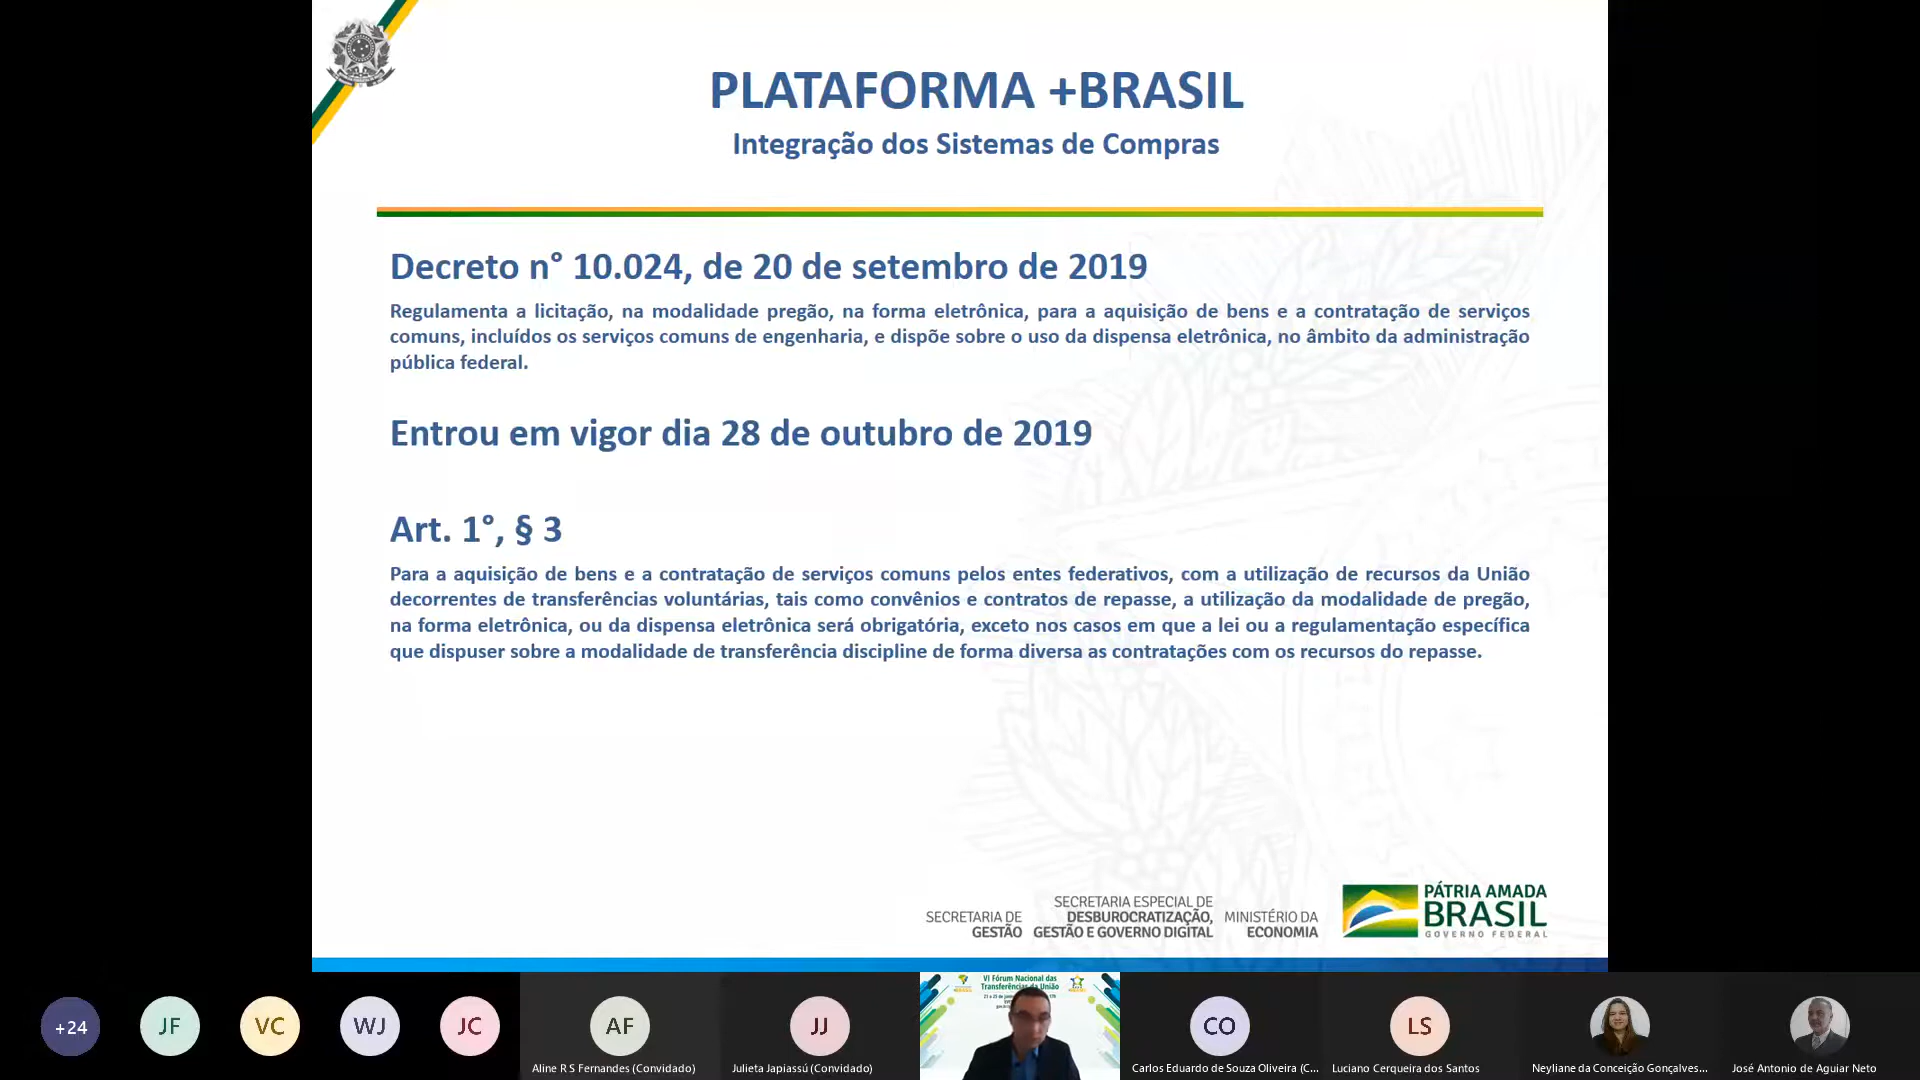 PLATAFORMA +BRASIL
Integração dos Sistemas de Compras
Decreto n° 10.024, de 20 de setembro de 2019
Regulamenta a licitação, na modalidade pregão, na forma eletrônica, para a aquisição de bens e a contratação de serviços
comuns, incluídos os serviços comuns de engenharia, e dispõe sobre o uso da dispensa eletrônica, no âmbito da administração
pública federal.
Entrou em vigor dia 28 de outubro de 2019
Art. 1°, § 3
Para a aquisição de bens e a contratação de serviços comuns pelos entes federativos, com a utilização de recursos da União
decorrentes de transferências voluntárias, tais como convênios e contratos de repasse, a utilização da modalidade de pregão,
na forma eletrônica, ou da dispensa eletrônica será obrigatória, exceto nos casos em que a lei ou a regulamentação específica
que dispuser sobre a modalidade de transferência discipline de forma diversa as contratações com os recursos do repasse.
SECRETARIA DE
GESTÃO
SECRETARIA ESPECIAL DE
DESBUROCRATIZAÇÃO,
GESTÃO E GOVERNO DIGITAL
MINISTÉRIO DA
ECONOMIA
PÁTRIA AMADA
BRASIL
GOVERNO FEDERAL
+24
JF
VC
WJ
JC
AF
Aline R S Fernandes (Convidado)
JJ
Julieta Japiassú (Convidado)
VI Fórum Nacional das
Transferências da União
CO
Carlos Eduardo de Souza Oliveira (C...
LS
Luciano Cerqueira dos Santos
Neyliane da Conceição Gonçalves...
José Antonio de Aguiar Neto